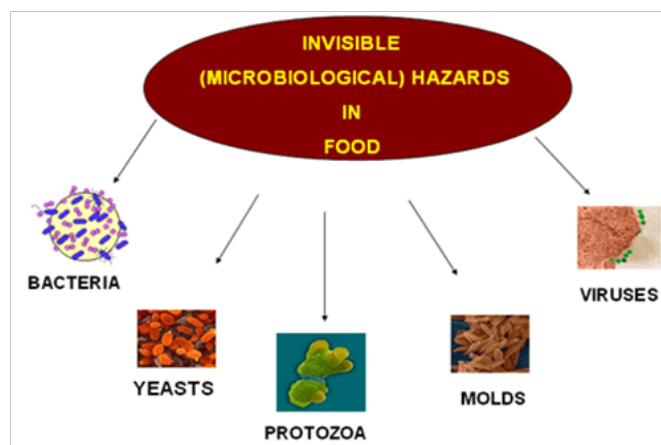 INVISIBLE
(MICROBIOLOGICAL) HAZARDS
IN
FOOD
BACTERIA
YEASTS
PROTOZOA
MOLDS
VIRUSES